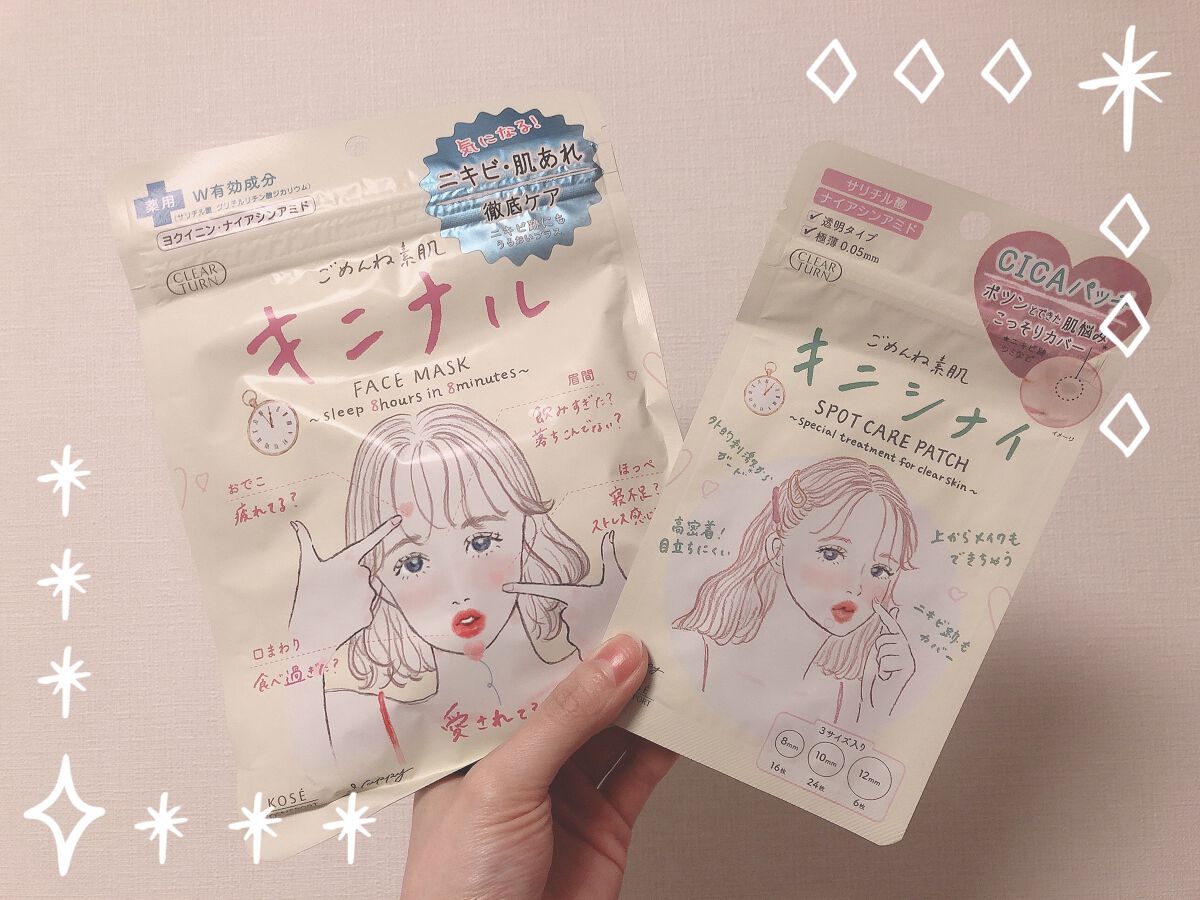 気になる!
ニキビ・肌あれ
徹底ケア
ニキビ跡にも
うるおいプラス
薬用
W有効成分
(サリチル酸・グリチルリチン酸ジカリウム)
ヨクイニン・ナイアシンアミド
CLEAR
TURN
ごめんね素肌
キニナル
FACE MASK
~sleep 8hours in 8minutes~
眉間
飲みすぎた?
落ちこんでない?
おでこ
疲れてる?
ほっぺ
寝不足?
ストレス感じ
口まわり
食べ過ぎた?
愛されてる
KOSÉ
サリチル酸
ナイアシンアミド
✓透明タイプ
✓極薄 0.05mm
CLEAR
TURN
CICAパッチ
ポツンとできた肌悩み*
こっそりカバー
イメージ
ごめんね素肌
キニシナイ
SPOT CARE PATCH
~special treatment for clear skin~
外的刺激から
ガード
高密着!
目立ちにくい
上からメイクも
できちゃう
ニキビ跡も
カバー
3サイズ入り
8mm
10mm
12mm
16枚
24枚
6枚